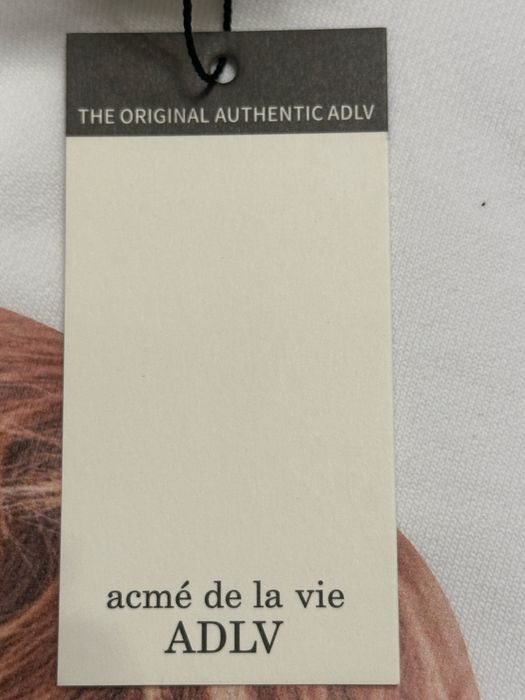 THE ORIGINAL AUTHENTIC ADLV
acmé de la vie
ADLV